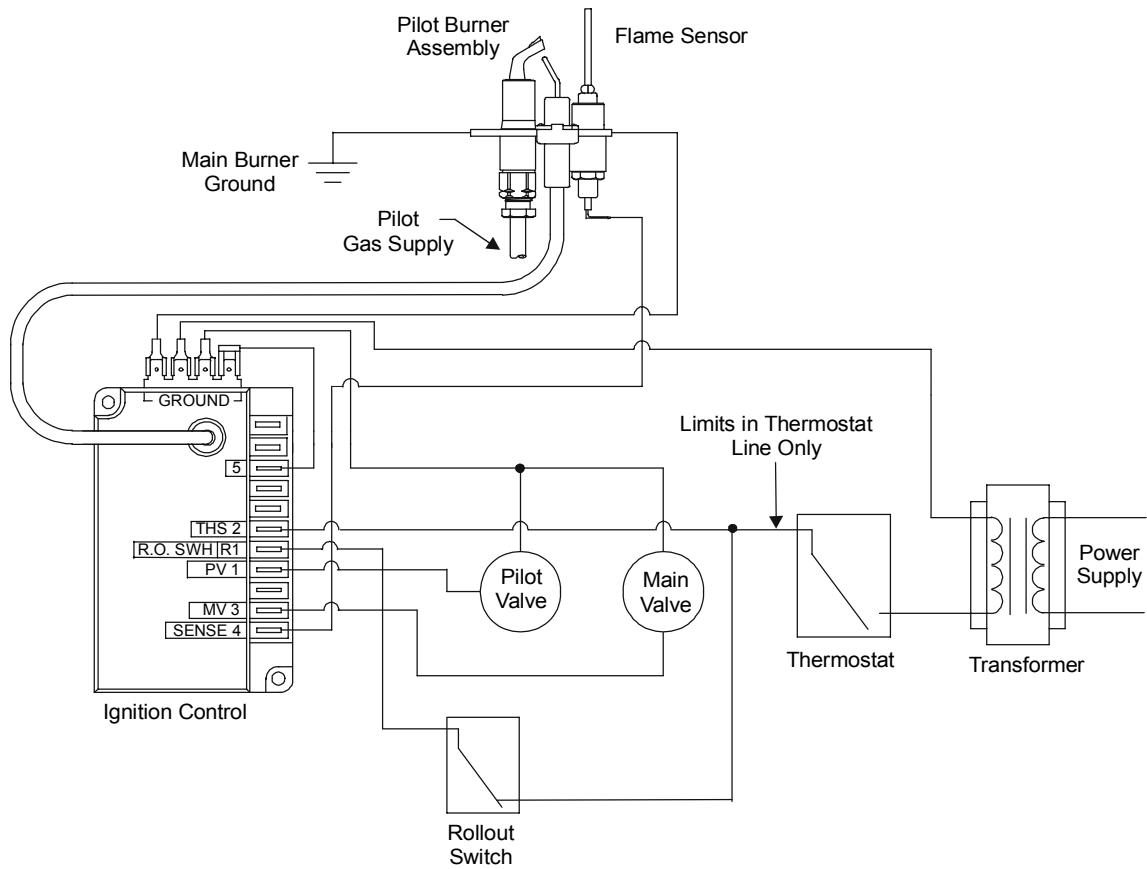 Pilot Burner
Assembly
Flame Sensor
Main Burner
Ground
Pilot
Gas Supply
GROUND
Limits in Thermostat
Line Only
5
THS 2
R.O. SWH R1
PV 1
MV 3
SENSE 4
Pilot
Valve
Main
Valve
Power
Supply
Thermostat
Transformer
Ignition Control
Rollout
Switch